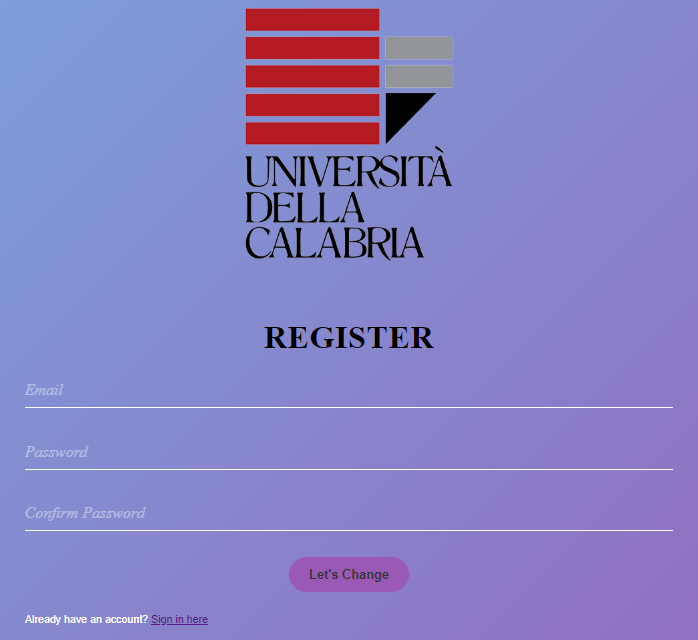 UNIVERSITÀ
DELLA
CALABRIA
REGISTER
Email
Password
Confirm Password
Let's Change
Already have an account? Sign in here